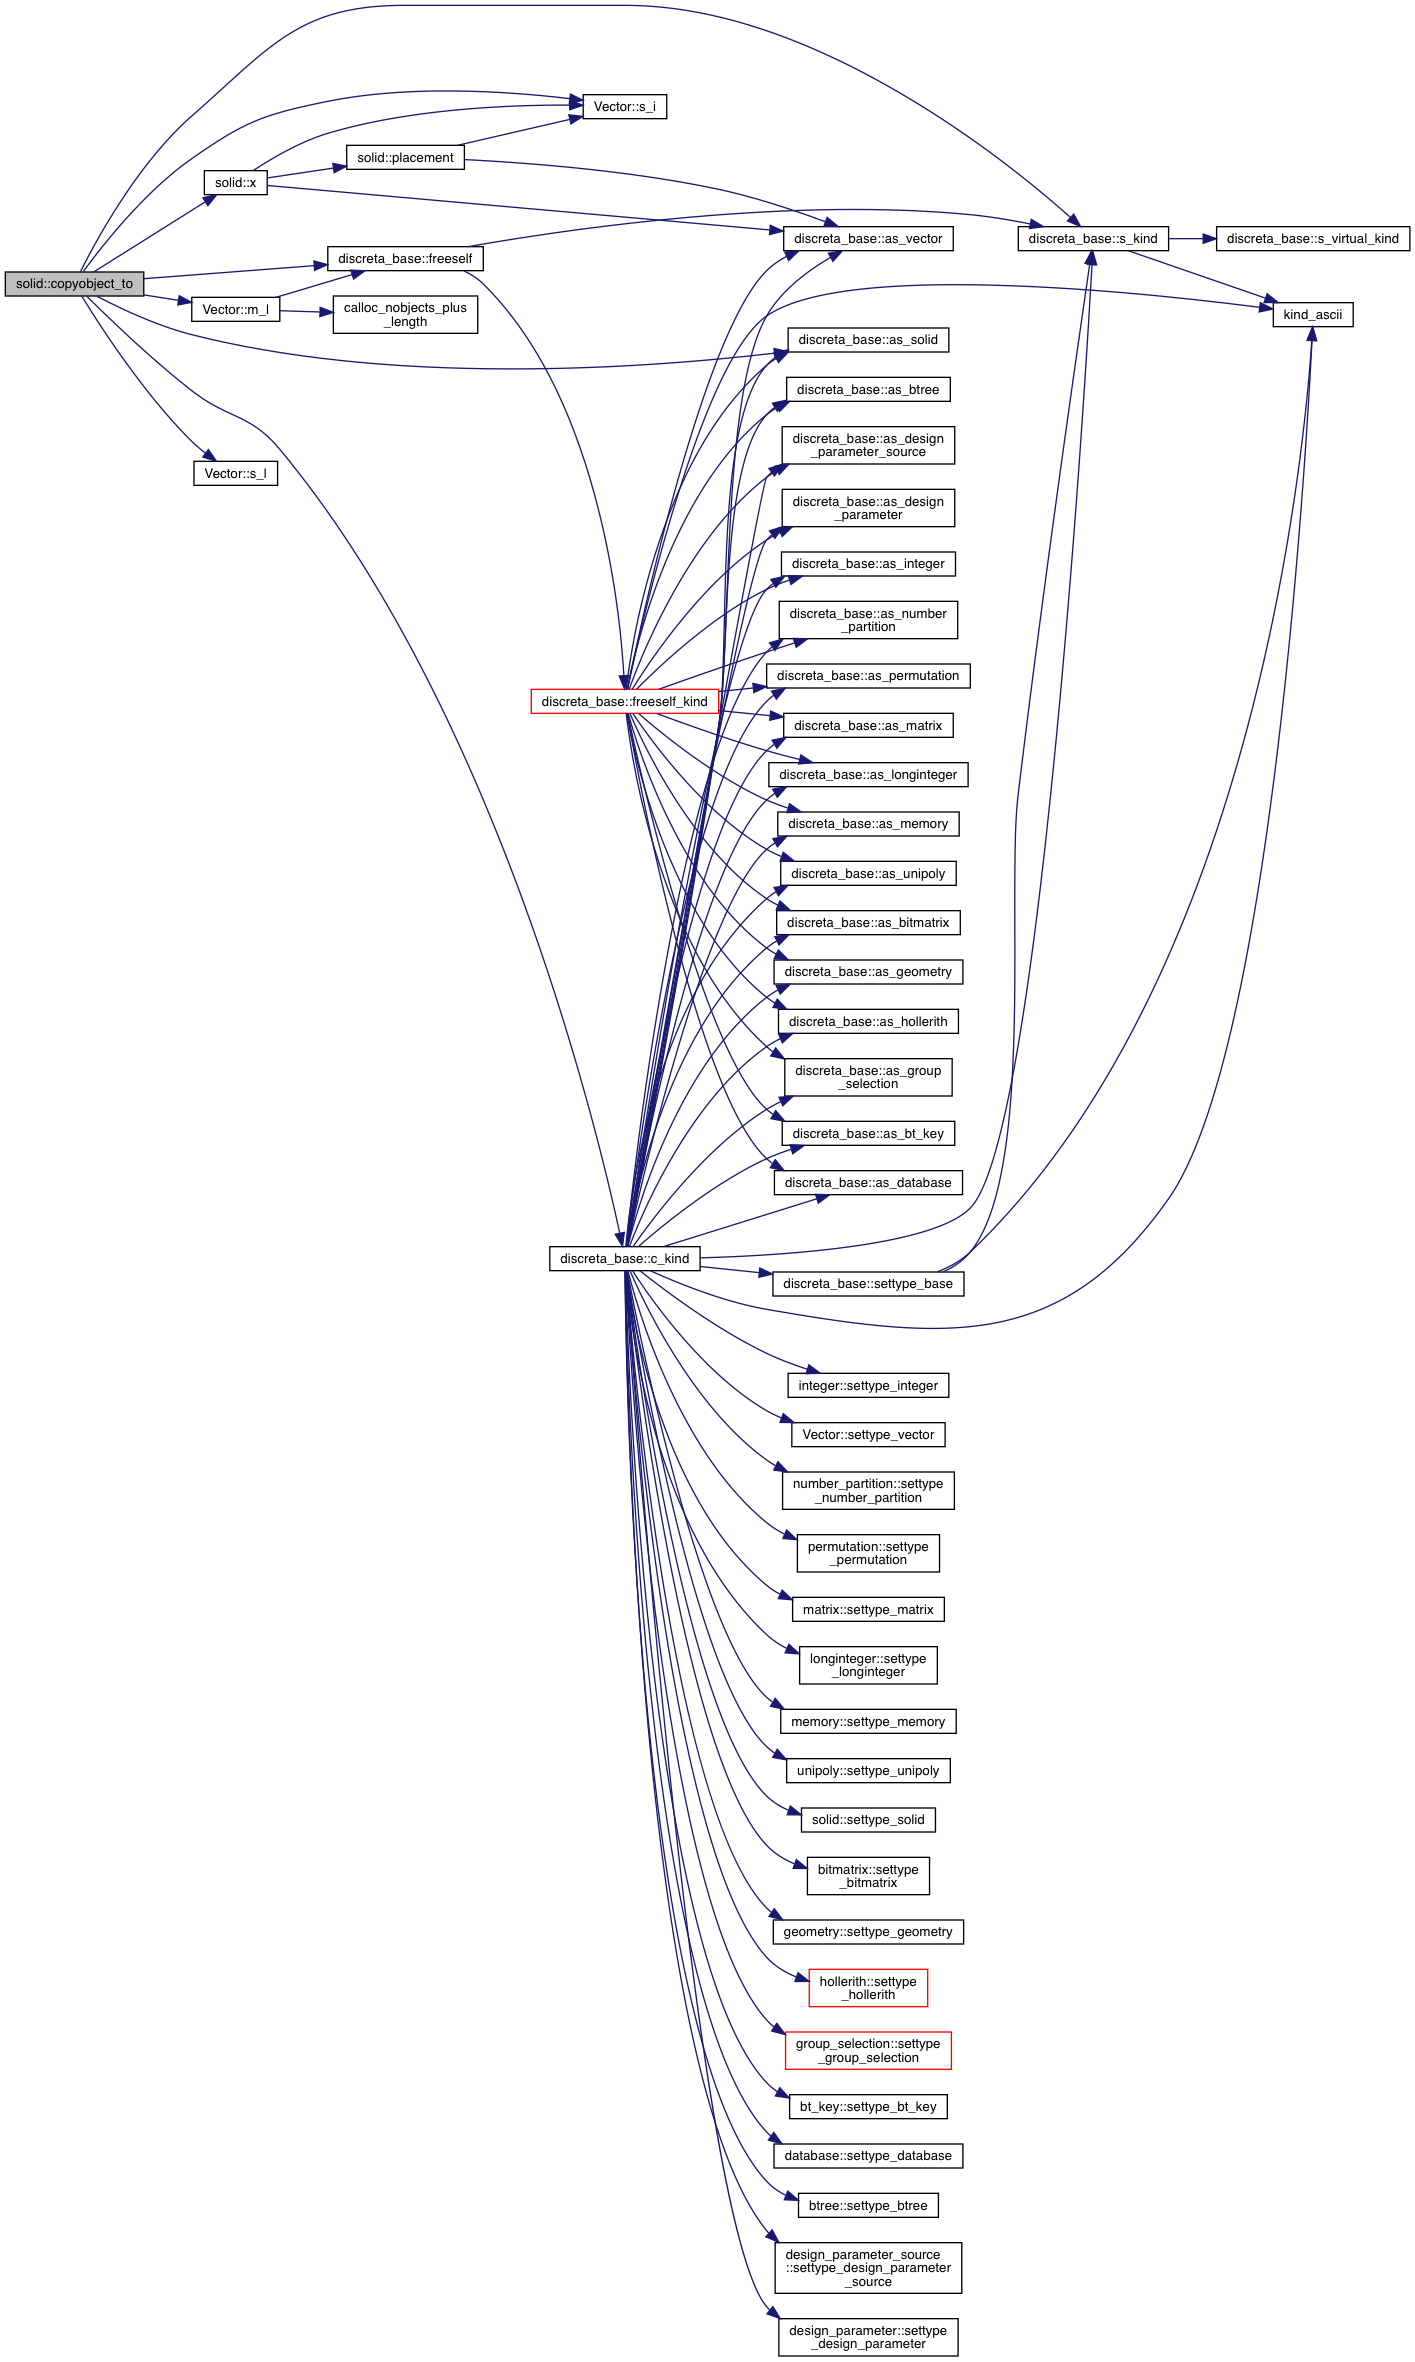 Vector::s_i
solid::placement
solid::x
discreta_base::as_vector
discreta_base::s_kind
discreta_base::s_virtual_kind
discreta_base::freeself
solid::copyobject_to
Vector::m_l
calloc_nobjects_plus
_length
kind_ascii
discreta_base::as_solid
discreta_base::as_btree
discreta_base::as_design
_parameter_source
Vector::s_l
discreta_base::as_design
_parameter
discreta_base::as_integer
discreta_base::as_number
_partition
discreta_base::as_permutation
discreta_base::freeself_kind
discreta_base::as_matrix
discreta_base::as_longinteger
discreta_base::as_memory
discreta_base::as_unipoly
discreta_base::as_bitmatrix
discreta_base::as_geometry
discreta_base::as_hollerith
discreta_base::as_group
_selection
discreta_base::as_bt_key
discreta_base::as_database
discreta_base::c_kind
discreta_base::settype_base
integer::settype_integer
Vector::settype_vector
number_partition::settype
_number_partition
permutation::settype
_permutation
matrix::settype_matrix
longinteger::settype
_longinteger
memory::settype_memory
unipoly::settype_unipoly
solid::settype_solid
bitmatrix::settype
_bitmatrix
geometry::settype_geometry
hollerith::settype
_hollerith
group_selection::settype
_group_selection
bt_key::settype_bt_key
database::settype_database
btree::settype_btree
design_parameter_source
::settype_design_parameter
_source
design_parameter::settype
_design_parameter